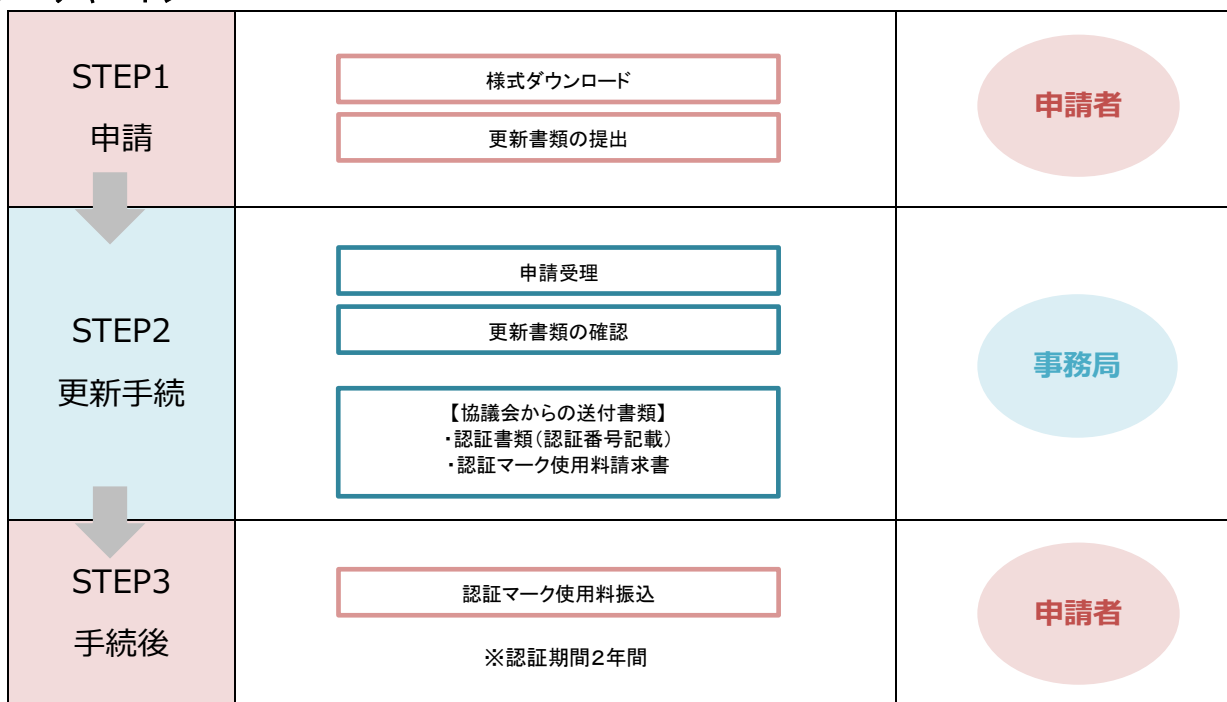 STEP1
申請
様式ダウンロード
更新書類の提出
申請者
STEP2
更新手続
申請受理
更新書類の確認
【協議会からの送付書類】
・認証書類(認証番号記載)
・認証マーク使用料請求書
事務局
STEP3
手続後
認証マーク使用料振込
※認証期間2年間
申請者